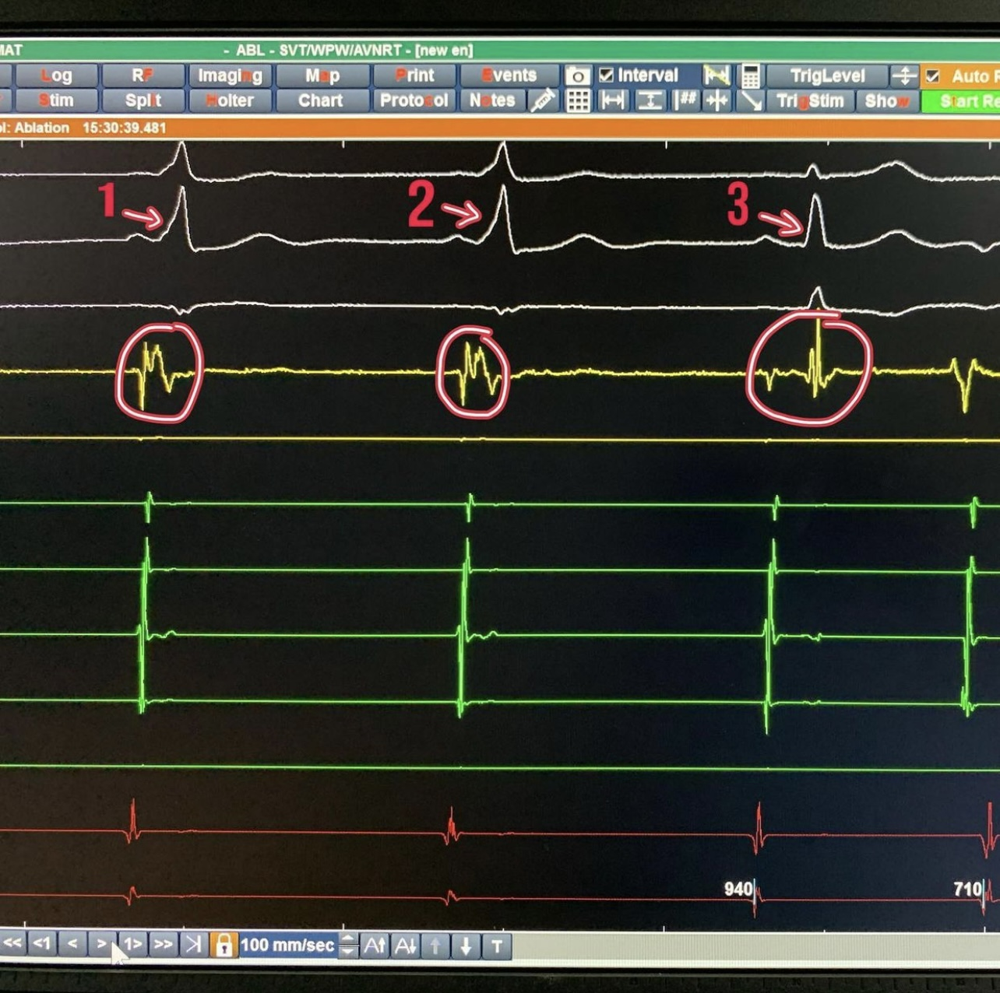 MAT - ABL - SVT/WPW/AVNRT - [new en]
Log RF Imaging Map Print Events Interval TrigLevel Auto
Stim Split Holter Chart Protocol Notes ## TrigStim Show Start Re
ol: Ablation 15:30:39.481
1 2 3
940 710
<< <1 < > 1> >> >| 100 mm/sec A↑ A↓ ↑ ↓ T